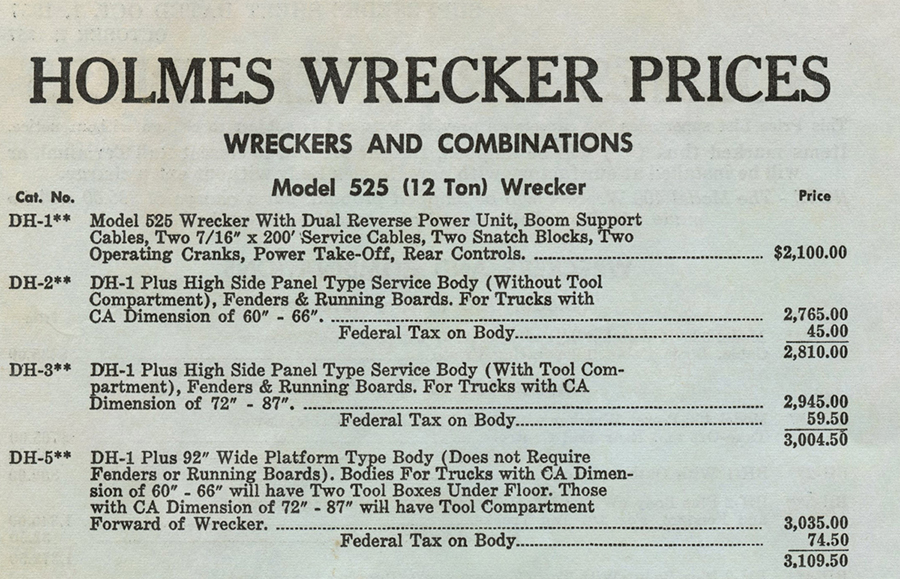 HOLMES WRECKER PRICES
WRECKERS AND COMBINATIONS
Model 525 (12 Ton) Wrecker
Cat. No. Price
DH-1** Model 525 Wrecker With Dual Reverse Power Unit, Boom Support
Cables, Two 7/16" x 200' Service Cables, Two Snatch Blocks, Two
Operating Cranks, Power Take-Off, Rear Controls. $2,100.00
DH-2** DH-1 Plus High Side Panel Type Service Body (Without Tool
Compartment), Fenders & Running Boards. For Trucks with
CA Dimension of 60" - 66". 2,765.00
Federal Tax on Body 45.00
2,810.00
DH-3** DH-1 Plus High Side Panel Type Service Body (With Tool Com-
partment), Fenders & Running Boards. For Trucks with CA
Dimension of 72" - 87". 2,945.00
Federal Tax on Body 59.50
3,004.50
DH-5** DH-1 Plus 92" Wide Platform Type Body (Does not Require
Fenders or Running Boards). Bodies For Trucks with CA Dimen-
sion of 60" - 66" will have Two Tool Boxes Under Floor. Those
with CA Dimension of 72" - 87" will have Tool Compartment
Forward of Wrecker. 3,035.00
Federal Tax on Body 74.50
3,109.50